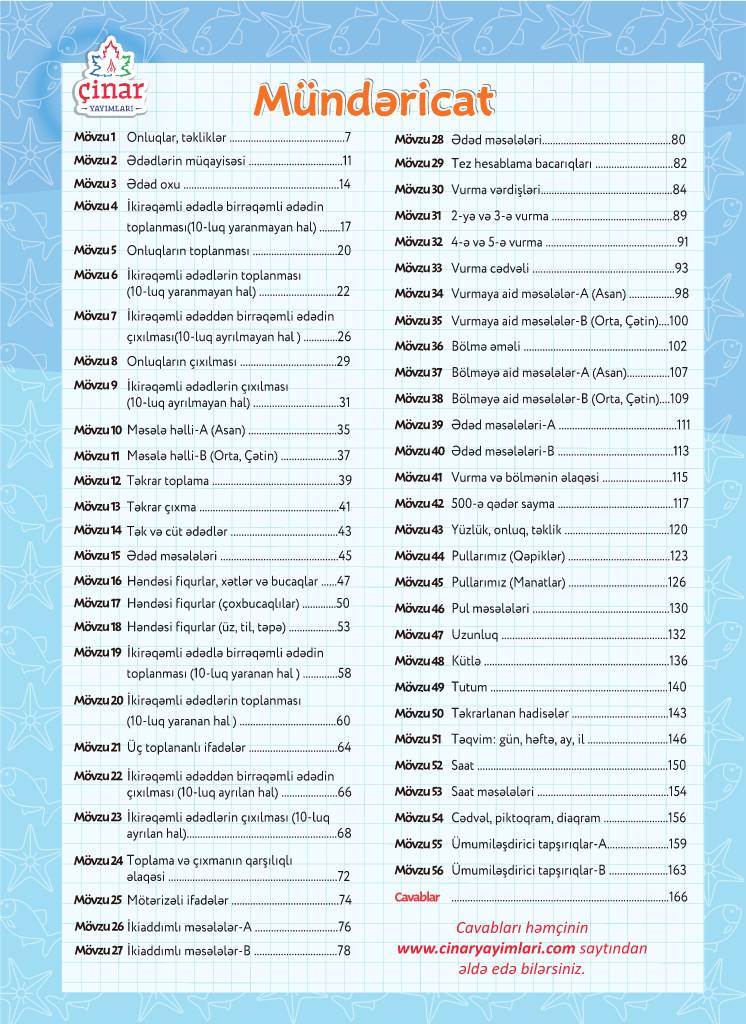 çinar
YAYIMLARI
Mündəricat
Mövzu 1 Onluqlar, təkliklər ............................................7
Mövzu 2 Ədədlərin müqayisəsi ....................................11
Mövzu 3 Ədəd oxu ...........................................................14
Mövzu 4 İkirəqəmli ədədlə birrəqəmli ədədin
toplanması(10-luq yaranmayan hal) ........17
Mövzu 5 Onluqların toplanması ................................20
Mövzu 6 İkirəqəmli ədədlərin toplanması
(10-luq yaranmayan hal) ..............................22
Mövzu 7 İkirəqəmli ədəddən birrəqəmli ədədin
çıxılması(10-luq ayrılmayan hal ) .............26
Mövzu 8 Onluqların çıxılması .....................................29
Mövzu 9 İkirəqəmli ədədlərin çıxılması
(10-luq ayrılmayan hal) .................................31
Mövzu 10 Məsələ həlli-A (Asan) ..................................35
Mövzu 11 Məsələ həlli-B (Orta, Çətin) .....................37
Mövzu 12 Təkrar toplama ................................................39
Mövzu 13 Təkrar çıxma .....................................................41
Mövzu 14 Tək və cüt ədədlər .........................................43
Mövzu 15 Ədəd məsələləri .............................................45
Mövzu 16 Həndəsi fiqurlar, xətlər və bucaqlar ......47
Mövzu 17 Həndəsi fiqurlar (çoxbucaqlılar) .............50
Mövzu 18 Həndəsi fiqurlar (üz, til, təpə) ..................53
Mövzu 19 İkirəqəmli ədədlə birrəqəmli ədədin
toplanması (10-luq yaranan hal ) .............58
Mövzu 20 İkirəqəmli ədədlərin toplanması
(10-luq yaranan hal ) .....................................60
Mövzu 21 Üç toplananlı ifadələr ..................................64
Mövzu 22 İkirəqəmli ədəddən birrəqəmli ədədin
çıxılması (10-luq ayrılan hal) .....................66
Mövzu 23 İkirəqəmli ədədlərin çıxılması (10-luq
ayrılan hal).........................................................68
Mövzu 24 Toplama və çıxmanın qarşılıqlı
əlaqəsi ................................................................72
Mövzu 25 Mötərizəli ifadələr .........................................74
Mövzu 26 İkiaddımlı məsələlər-A ................................76
Mövzu 27 İkiaddımlı məsələlər-B ................................78
Mövzu 28 Ədəd məsələləri.................................................80
Mövzu 29 Tez hesablama bacarıqları ..............................82
Mövzu 30 Vurma vərdişləri..................................................84
Mövzu 31 2-yə və 3-ə vurma ..............................................89
Mövzu 32 4-ə və 5-ə vurma ..................................................91
Mövzu 33 Vurma cədvəli ......................................................93
Mövzu 34 Vurmaya aid məsələlər-A (Asan) .................98
Mövzu 35 Vurmaya aid məsələlər-B (Orta, Çətin)....100
Mövzu 36 Bölmə əməli .......................................................102
Mövzu 37 Bölməyə aid məsələlər-A (Asan)................107
Mövzu 38 Bölməyə aid məsələlər-B (Orta, Çətin)....109
Mövzu 39 Ədəd məsələləri-A .............................................111
Mövzu 40 Ədəd məsələləri-B ............................................113
Mövzu 41 Vurma və bölmənin əlaqəsi ...........................115
Mövzu 42 500-ə qədər sayma ............................................117
Mövzu 43 Yüzlük, onluq, təklik ........................................120
Mövzu 44 Pullarımız (Qəpiklər) .......................................123
Mövzu 45 Pullarımız (Manatlar) ......................................126
Mövzu 46 Pul məsələləri ....................................................130
Mövzu 47 Uzunluq ................................................................132
Mövzu 48 Kütlə ......................................................................136
Mövzu 49 Tutum ....................................................................140
Mövzu 50 Təkrarlanan hadisələr .....................................143
Mövzu 51 Təqvim: gün, həftə, ay, il ...............................146
Mövzu 52 Saat .........................................................................150
Mövzu 53 Saat məsələləri ..................................................154
Mövzu 54 Cədvəl, piktoqram, diaqram .........................156
Mövzu 55 Ümumiləşdirici tapşırıqlar-A........................159
Mövzu 56 Ümumiləşdirici tapşırıqlar-B .......................163
Cavablar ..................................................................................166
Cavabları həmçinin
www.cinaryayimlari.com saytından
əldə edə bilərsiniz.